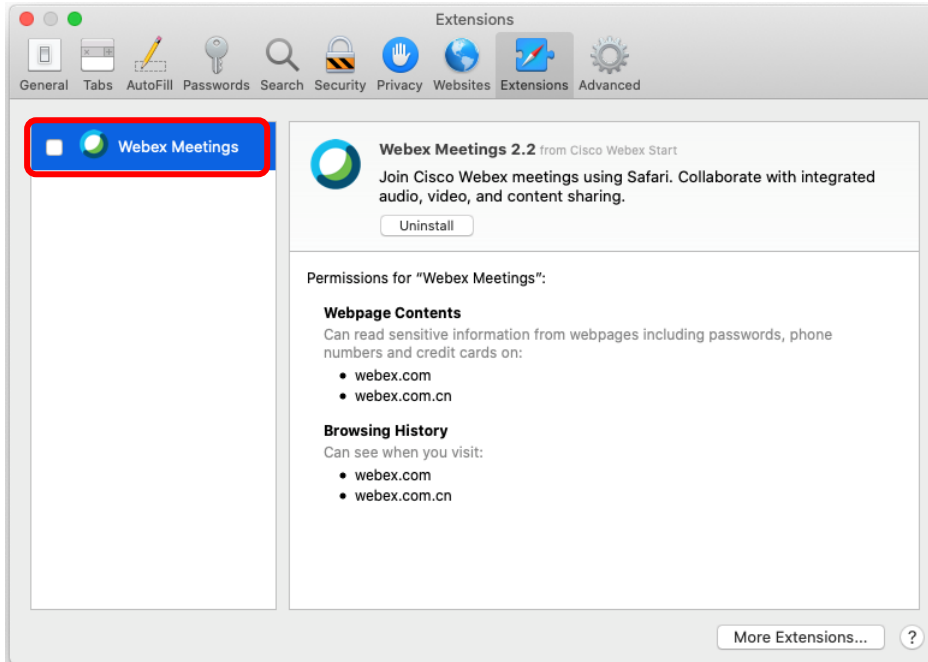 Extensions
General Tabs AutoFill Passwords Search Security Privacy Websites Extensions Advanced
Webex Meetings
Webex Meetings 2.2 from Cisco Webex Start
Join Cisco Webex meetings using Safari. Collaborate with integrated
audio, video, and content sharing.
Uninstall
Permissions for “Webex Meetings”:
Webpage Contents
Can read sensitive information from webpages including passwords, phone
numbers and credit cards on:
• webex.com
• webex.com.cn
Browsing History
Can see when you visit:
• webex.com
• webex.com.cn
More Extensions... ?